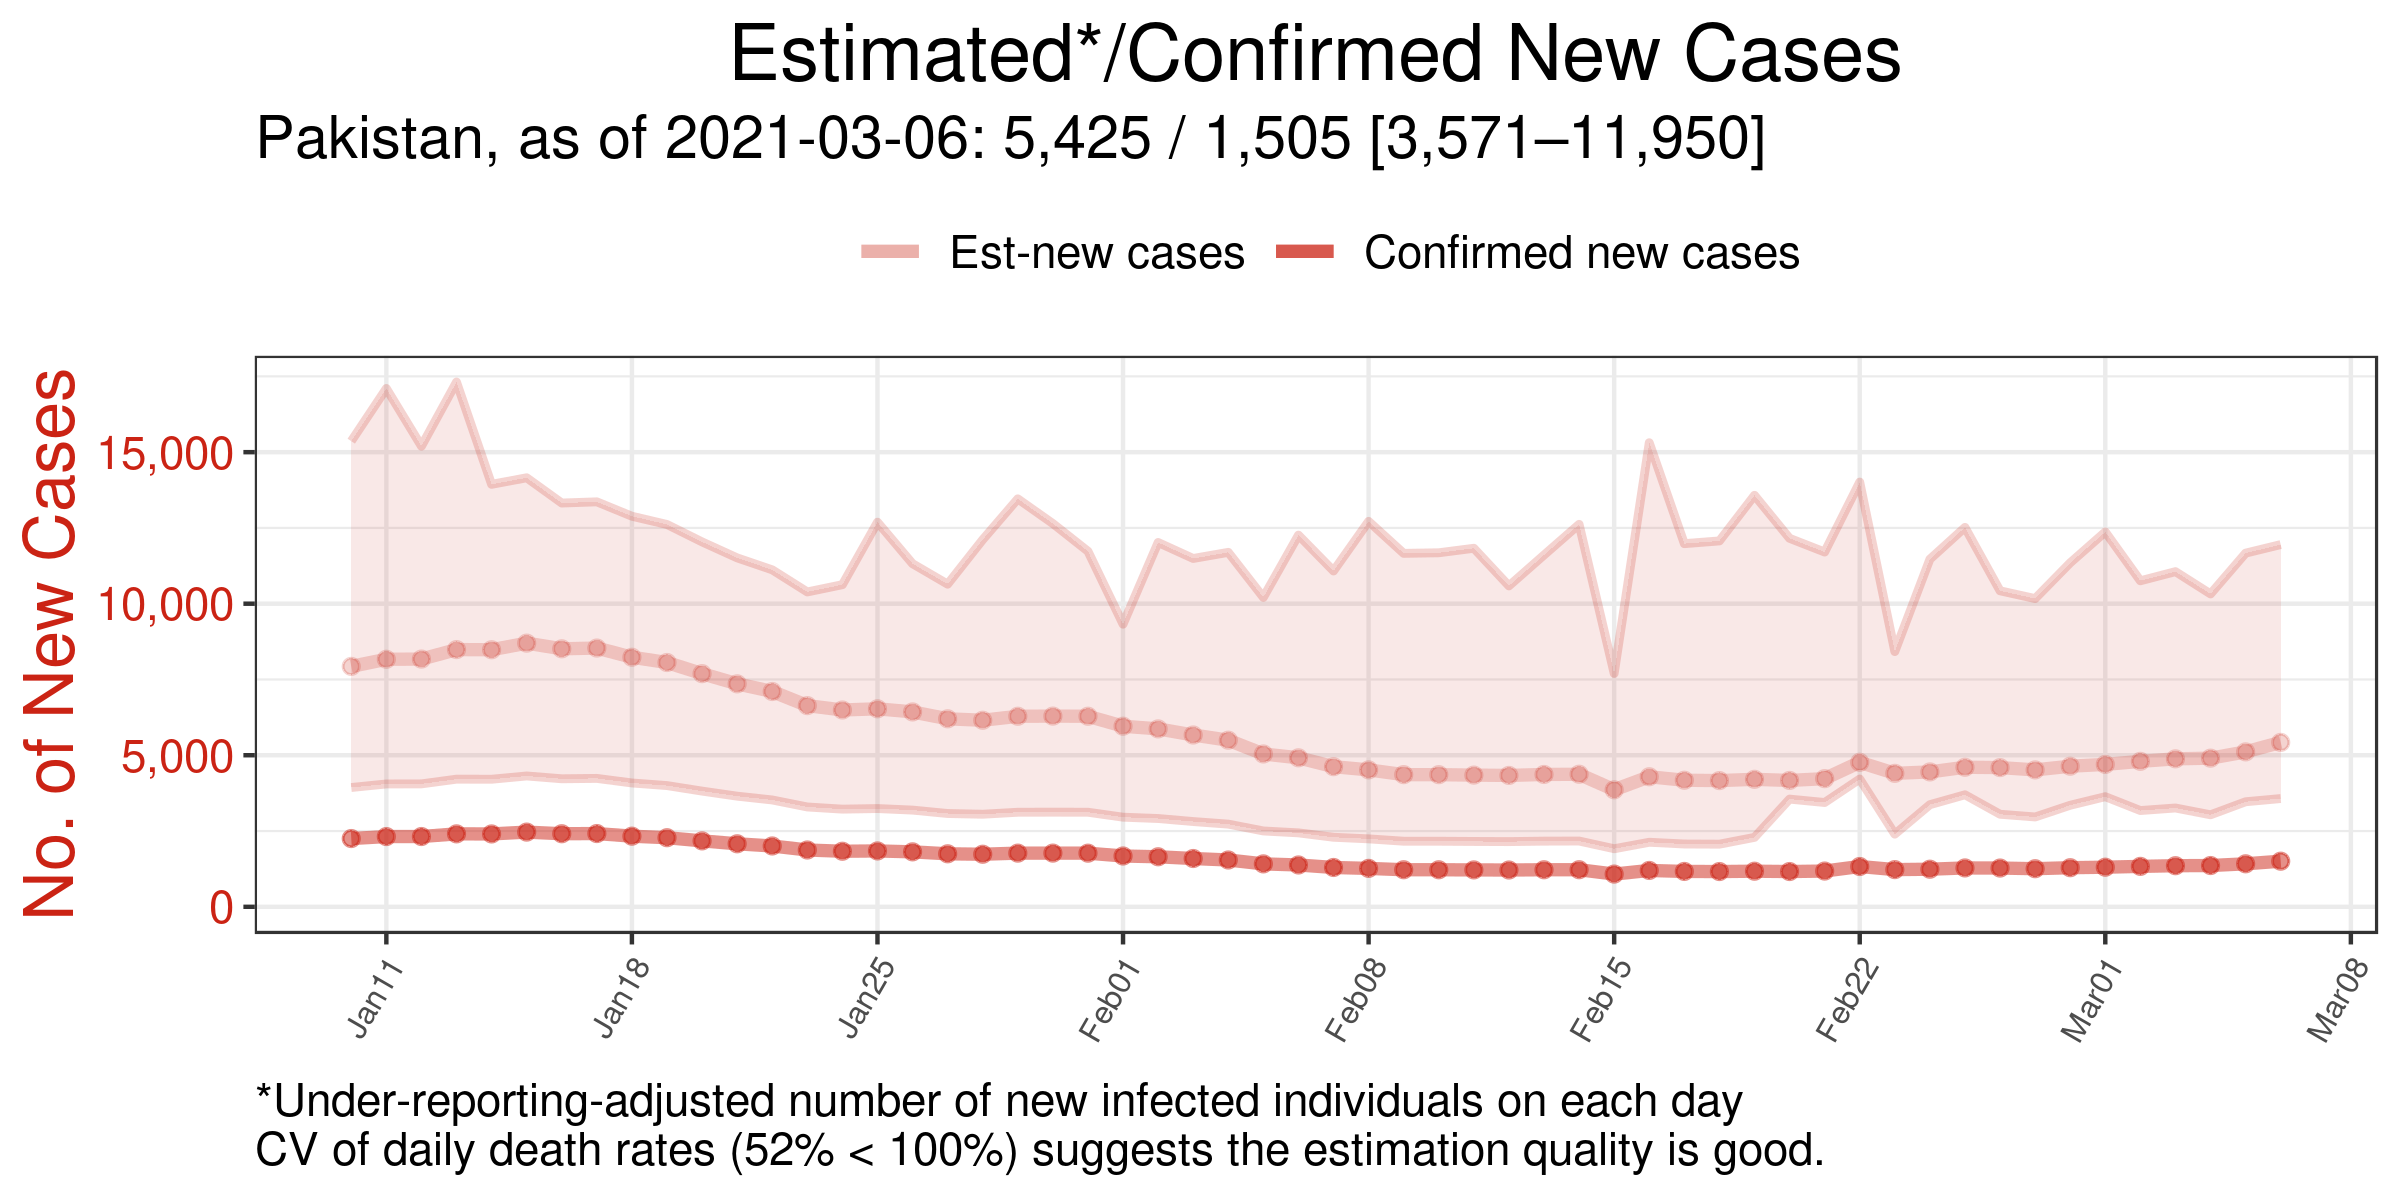 Estimated*/Confirmed New Cases
Pakistan, as of 2021-03-06: 5,425 / 1,505 [3,571–11,950]
Est-new cases Confirmed new cases
No. of New Cases
15,000
10,000
5,000
0
Jan11 Jan18 Jan25 Feb01 Feb08 Feb15 Feb22 Mar01 Mar08
*Under-reporting-adjusted number of new infected individuals on each day
CV of daily death rates (52% < 100%) suggests the estimation quality is good.